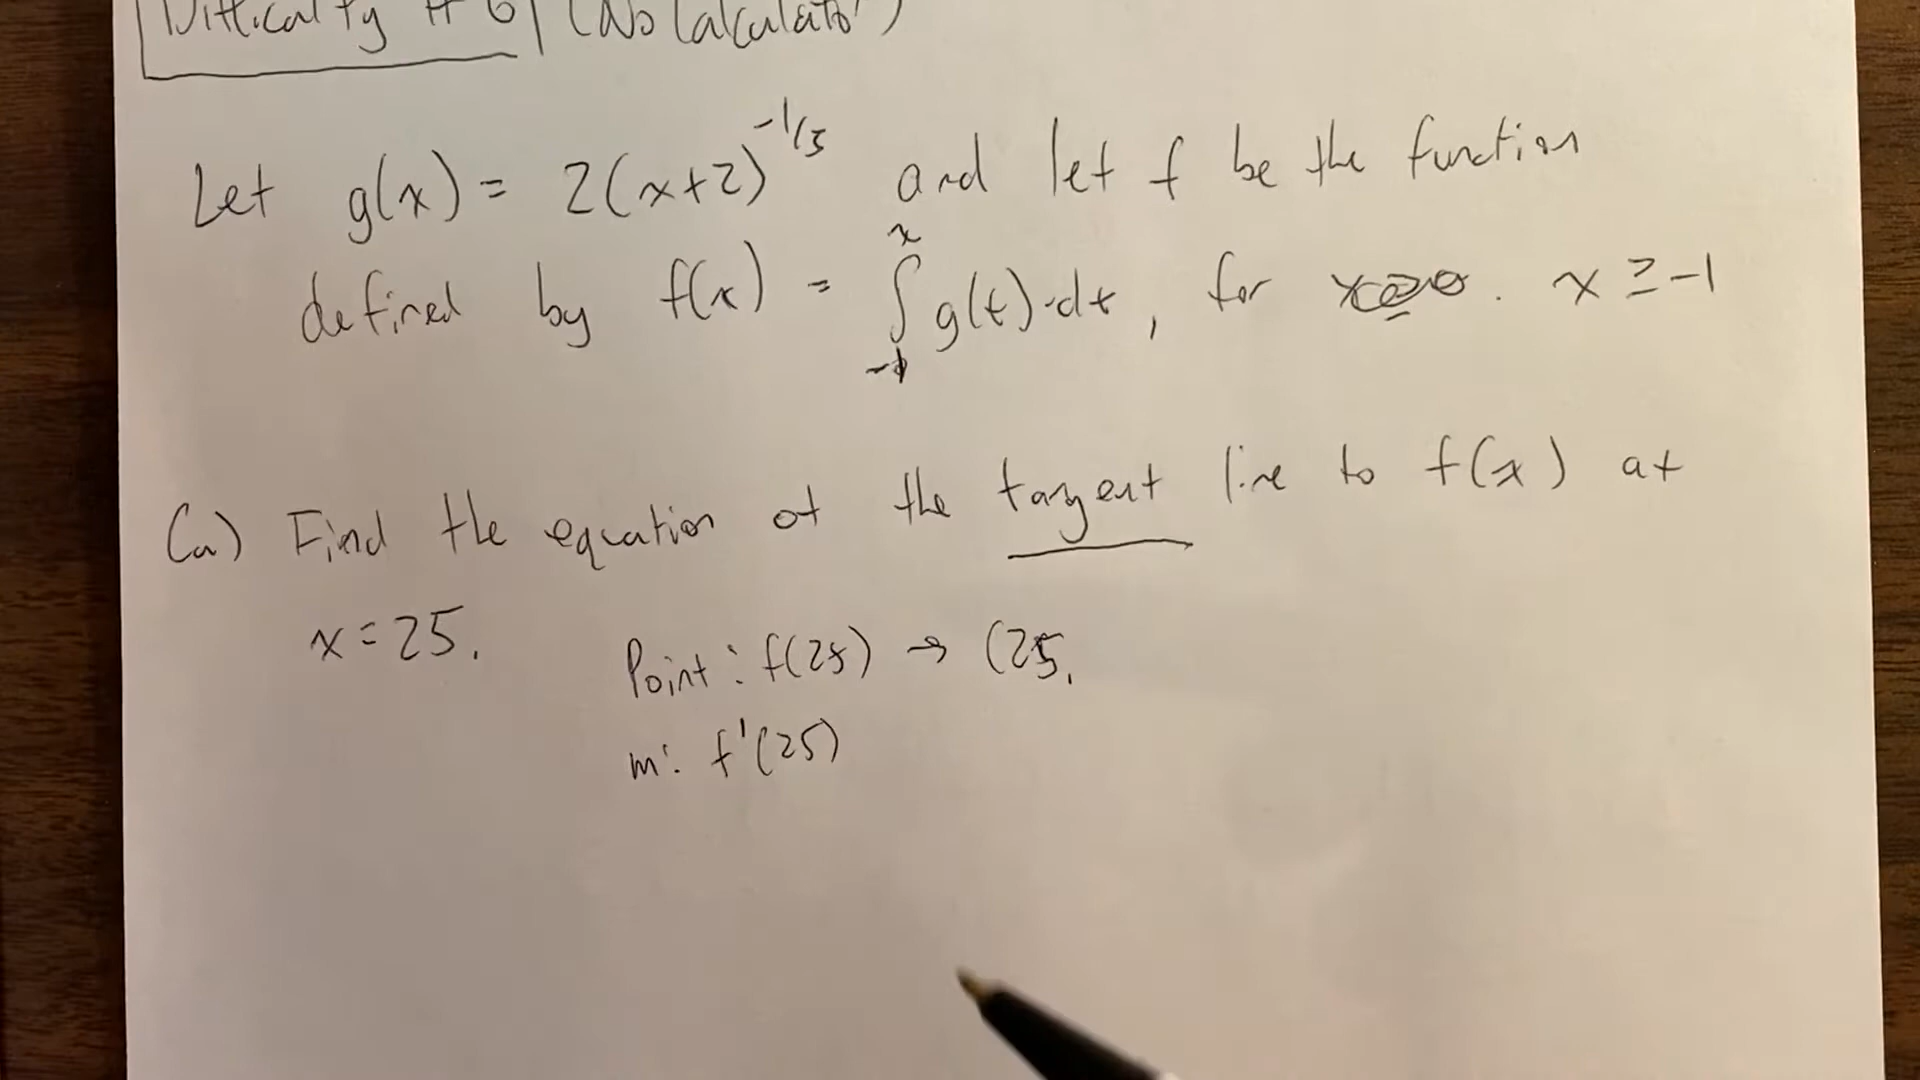 Difficulty #6 (No Calculator)
Let g(x) = 2(x+2)^-1/3 and let f be the function
defined by f(x) = ∫_-1^x g(t)·dt, for x≥0. x ≥ -1
(a) Find the equation of the tangent line to f(x) at
x=25.
Point: f(25) → (25,
m: f'(25)